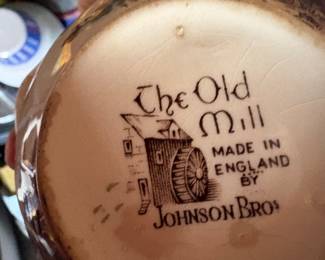 The Old
Mill
MADE IN
ENGLAND
BY
JOHNSON BROS